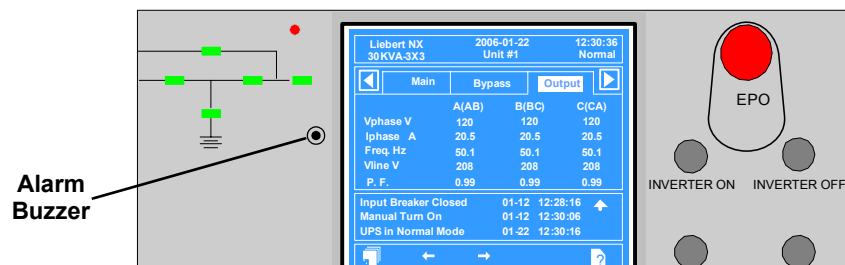 Liebert NX 2006-01-22 12:30:36
30KVA-3X3 Unit #1 Normal
Main Bypass Output
A(AB) B(BC) C(CA)
Vphase V 120 120 120
Iphase A 20.5 20.5 20.5
Freq. Hz 50.1 50.1 50.1
Vline V 208 208 208
P. F. 0.99 0.99 0.99
Input Breaker Closed 01-12 12:28:16
Manual Turn On 01-12 12:30:06
UPS in Normal Mode 01-22 12:30:16
?
EPO
INVERTER ON INVERTER OFF
Alarm
Buzzer